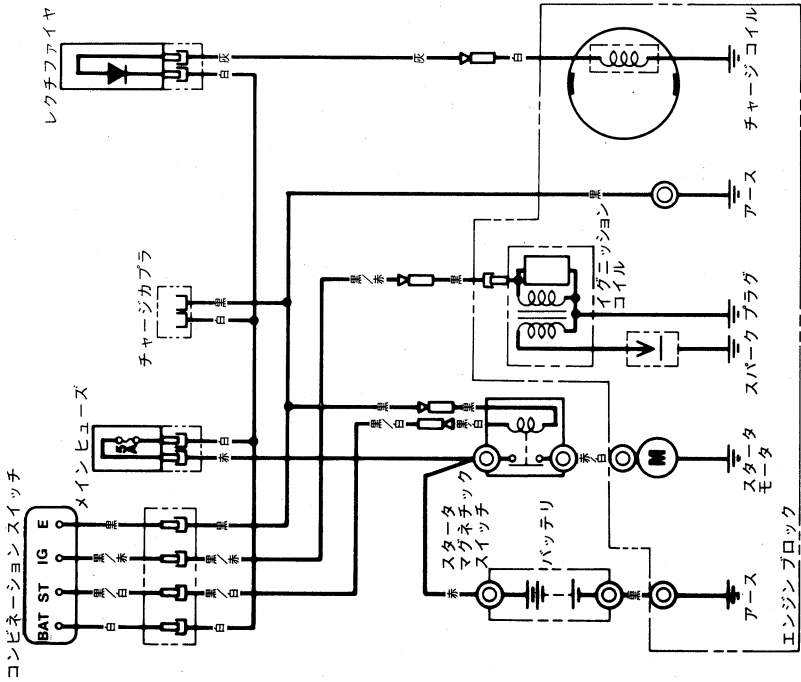 レクチファイヤ
灰
白
灰
白
チャージ コイル
黒
アース
チャージカプラ
黒
白
黒/赤
黒
イグニッション
コイル
スパーク プラグ
メイン ヒューズ
5A
白
赤
黒
黒/白
黒
黒/白
赤/白
M
スタータ
モータ
コンビネーション スイッチ
E
IG
ST
BAT
黒
黒/赤
黒/白
白
黒
黒/赤
黒/白
白
スタータ
マグネチック
スイッチ
バッテリ
赤
黒
アース
エンジン ブロック